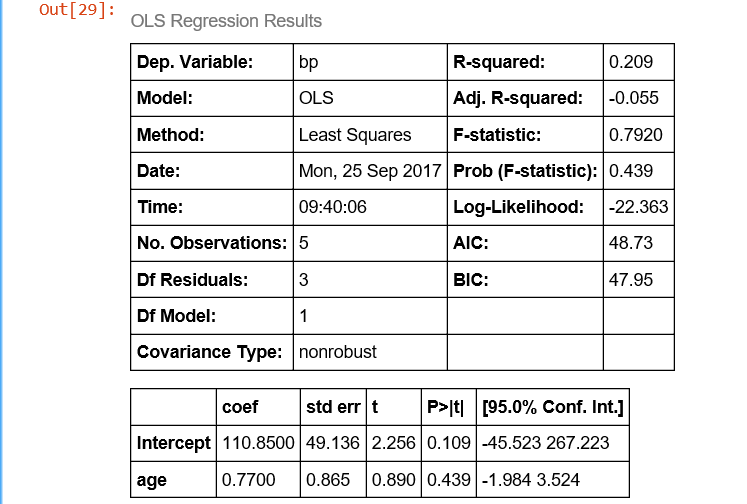 Out[29]:
OLS Regression Results
Dep. Variable: bp R-squared: 0.209
Model: OLS Adj. R-squared: -0.055
Method: Least Squares F-statistic: 0.7920
Date: Mon, 25 Sep 2017 Prob (F-statistic): 0.439
Time: 09:40:06 Log-Likelihood: -22.363
No. Observations: 5 AIC: 48.73
Df Residuals: 3 BIC: 47.95
Df Model: 1
Covariance Type: nonrobust
coef std err t P>|t| [95.0% Conf. Int.]
Intercept 110.8500 49.136 2.256 0.109 -45.523 267.223
age 0.7700 0.865 0.890 0.439 -1.984 3.524